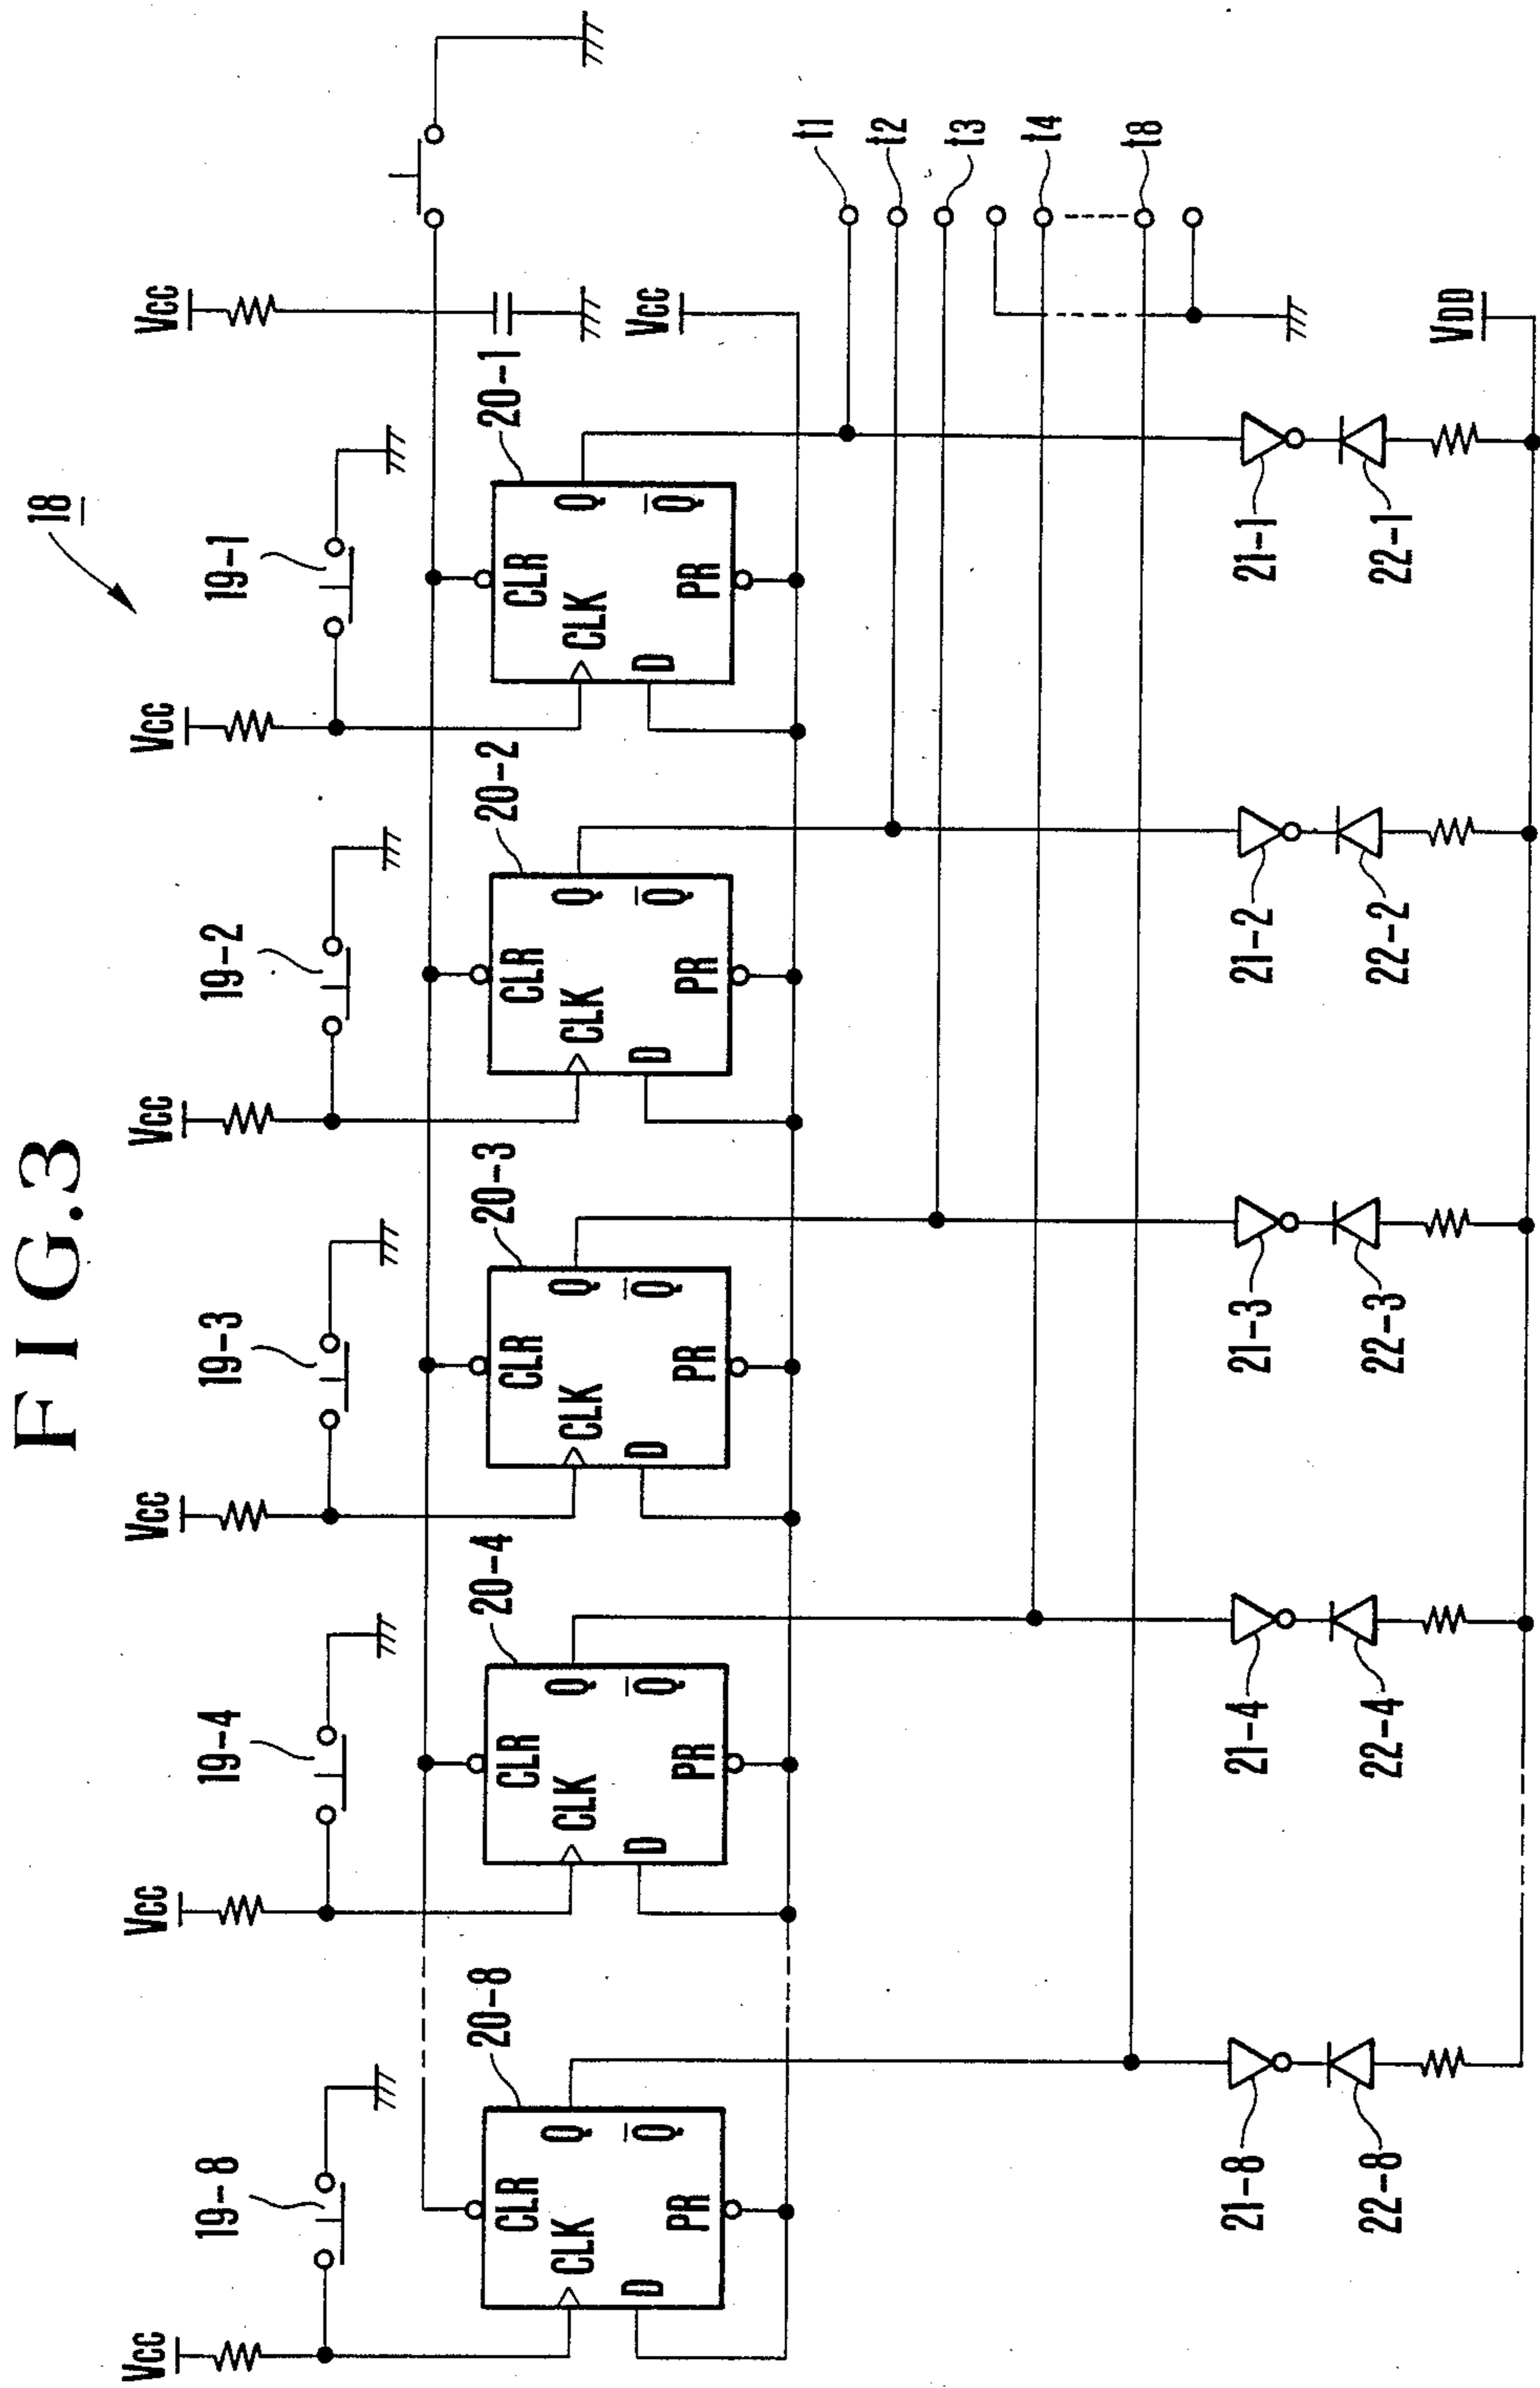 FIG.3
18
19-8
19-4
19-3
19-2
19-1
Vcc
Vcc
Vcc
Vcc
Vcc
Vcc
20-8
20-4
20-3
20-2
20-1
CLR
CLK
D
PR
Q
Q̅
CLR
CLK
D
PR
Q
Q̅
CLR
CLK
D
PR
Q
Q̅
CLR
CLK
D
PR
Q
Q̅
CLR
CLK
D
PR
Q
Q̅
Vcc
t1
t2
t3
t4
t8
21-8
21-4
21-3
21-2
21-1
22-8
22-4
22-3
22-2
22-1
VDD